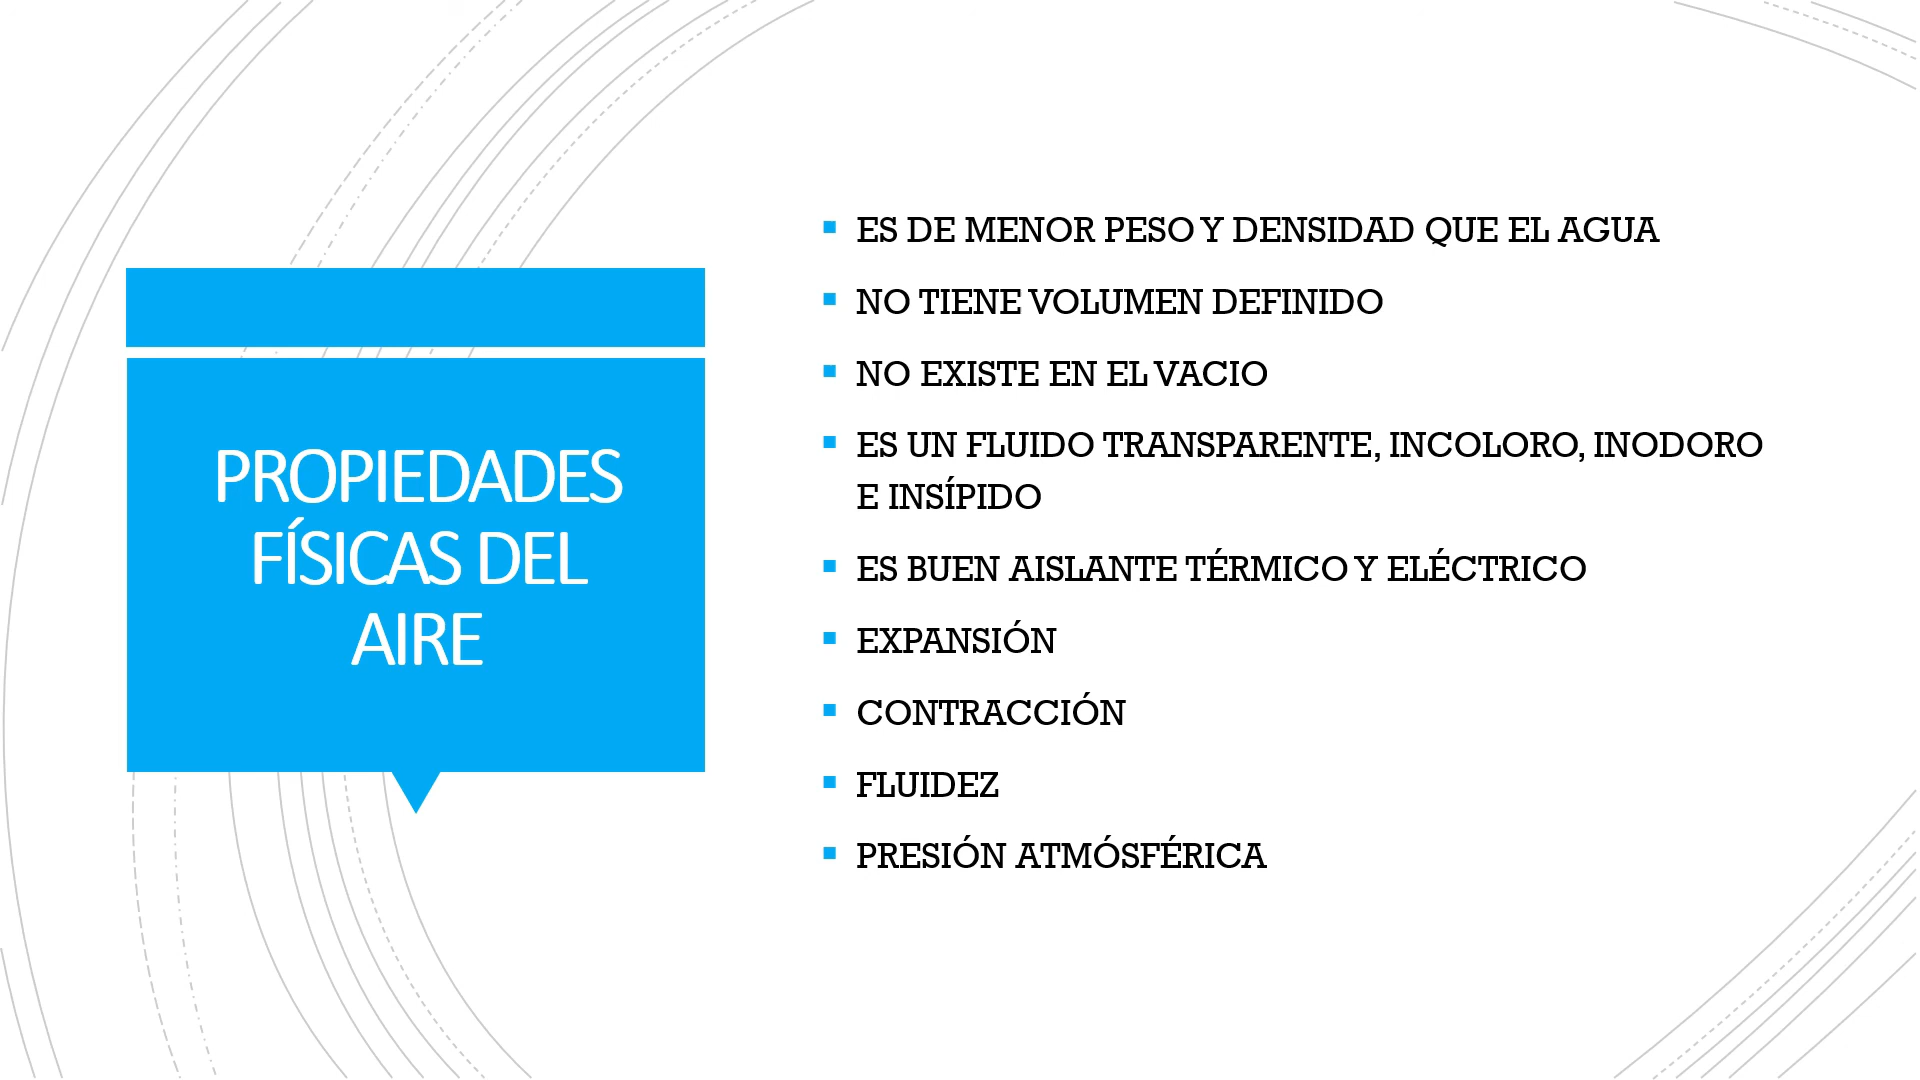 PROPIEDADES
FÍSICAS DEL
AIRE
ES DE MENOR PESO Y DENSIDAD QUE EL AGUA
NO TIENE VOLUMEN DEFINIDO
NO EXISTE EN EL VACIO
ES UN FLUIDO TRANSPARENTE, INCOLORO, INODORO
E INSÍPIDO
ES BUEN AISLANTE TÉRMICO Y ELÉCTRICO
EXPANSIÓN
CONTRACCIÓN
FLUIDEZ
PRESIÓN ATMÓSFÉRICA